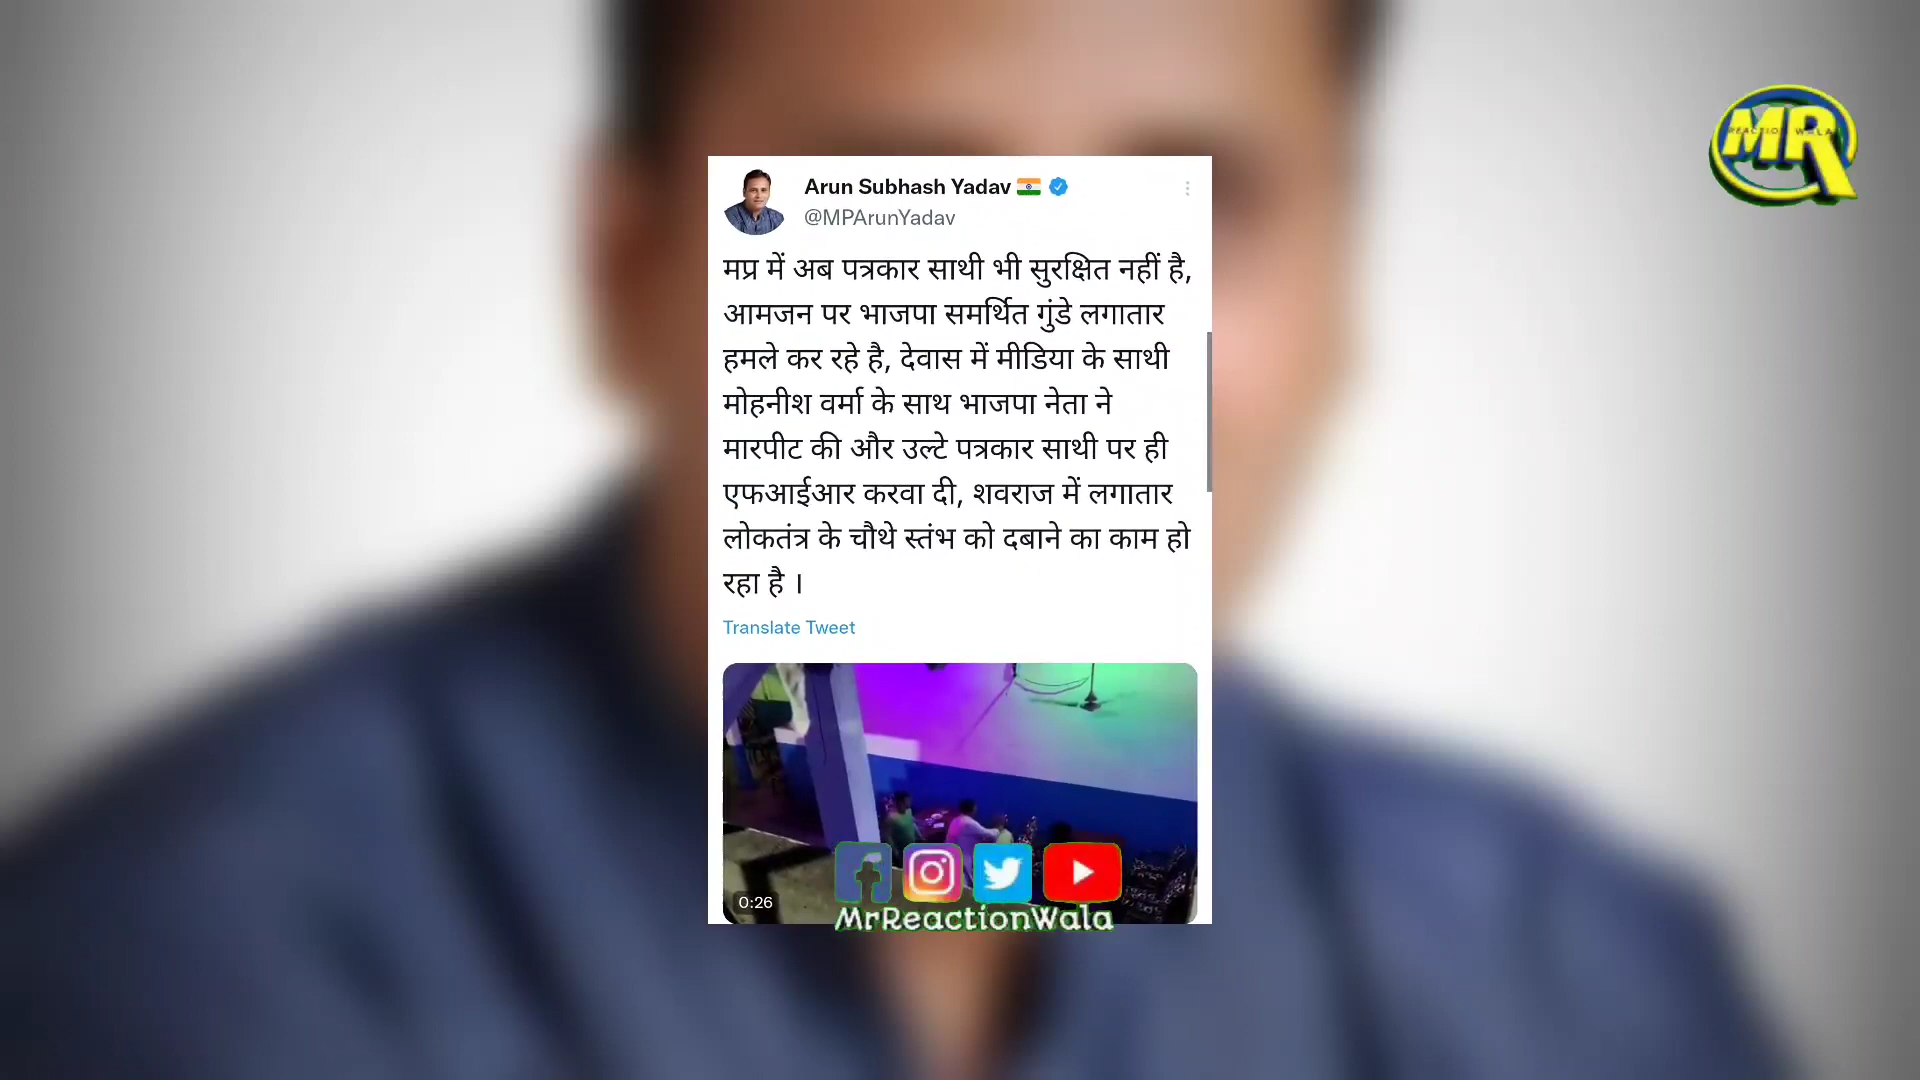 REACTION WALA
MR
Arun Subhash Yadav
@MPArunYadav
मप्र में अब पत्रकार साथी भी सुरक्षित नहीं है,
आमजन पर भाजपा समर्थित गुंडे लगातार
हमले कर रहे है, देवास में मीडिया के साथी
मोहनीश वर्मा के साथ भाजपा नेता ने
मारपीट की और उल्टे पत्रकार साथी पर ही
एफआईआर करवा दी, शवराज में लगातार
लोकतंत्र के चौथे स्तंभ को दबाने का काम हो
रहा है ।
Translate Tweet
0:26
MrReactionWala